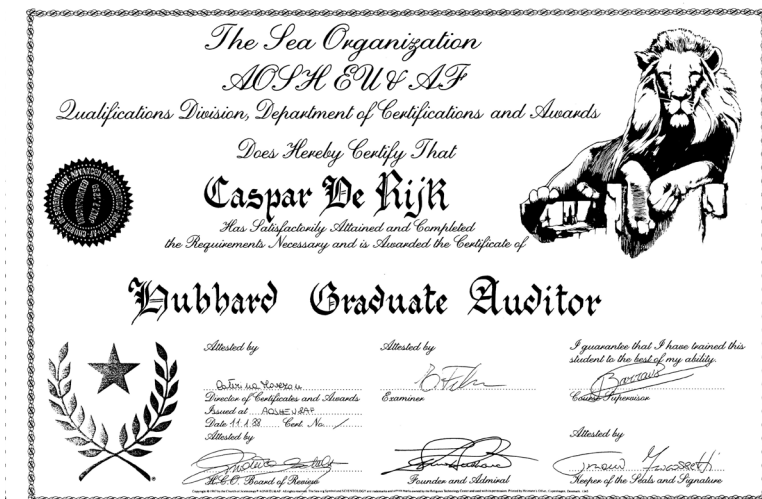 The Sea Organization
AOSH EU & AF
Qualifications Division, Department of Certifications and Awards
Does Hereby Certify That
Caspar De Rijk
Has Satisfactorily Attained and Completed
the Requirements Necessary and is Awarded the Certificate of
Hubbard Graduate Auditor
Attested by
Director of Certificates and Awards
Issued at AOSH EU & AF
Date 11.1.88 Cert. No. /
Attested by
H.C.O. Board of Review
Attested by
Examiner
Founder and Admiral
I guarantee that I have trained this
student to the best of my ability.
Course Supervisor
Attested by
Keeper of the Seals and Signature